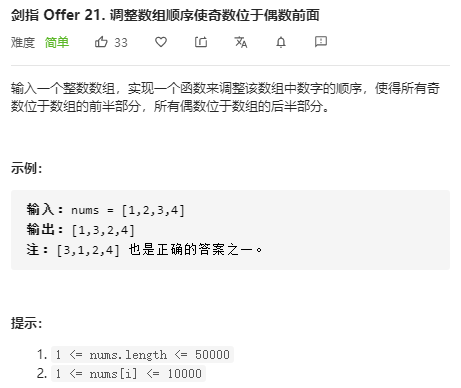 剑指 Offer 21. 调整数组顺序使奇数位于偶数前面
难度 简单 33
输入一个整数数组，实现一个函数来调整该数组中数字的顺序，使得所有奇
数位于数组的前半部分，所有偶数位于数组的后半部分。
示例：
输入：nums = [1,2,3,4]
输出：[1,3,2,4]
注：[3,1,2,4] 也是正确的答案之一。
提示：
1. 1 <= nums.length <= 50000
2. 1 <= nums[i] <= 10000